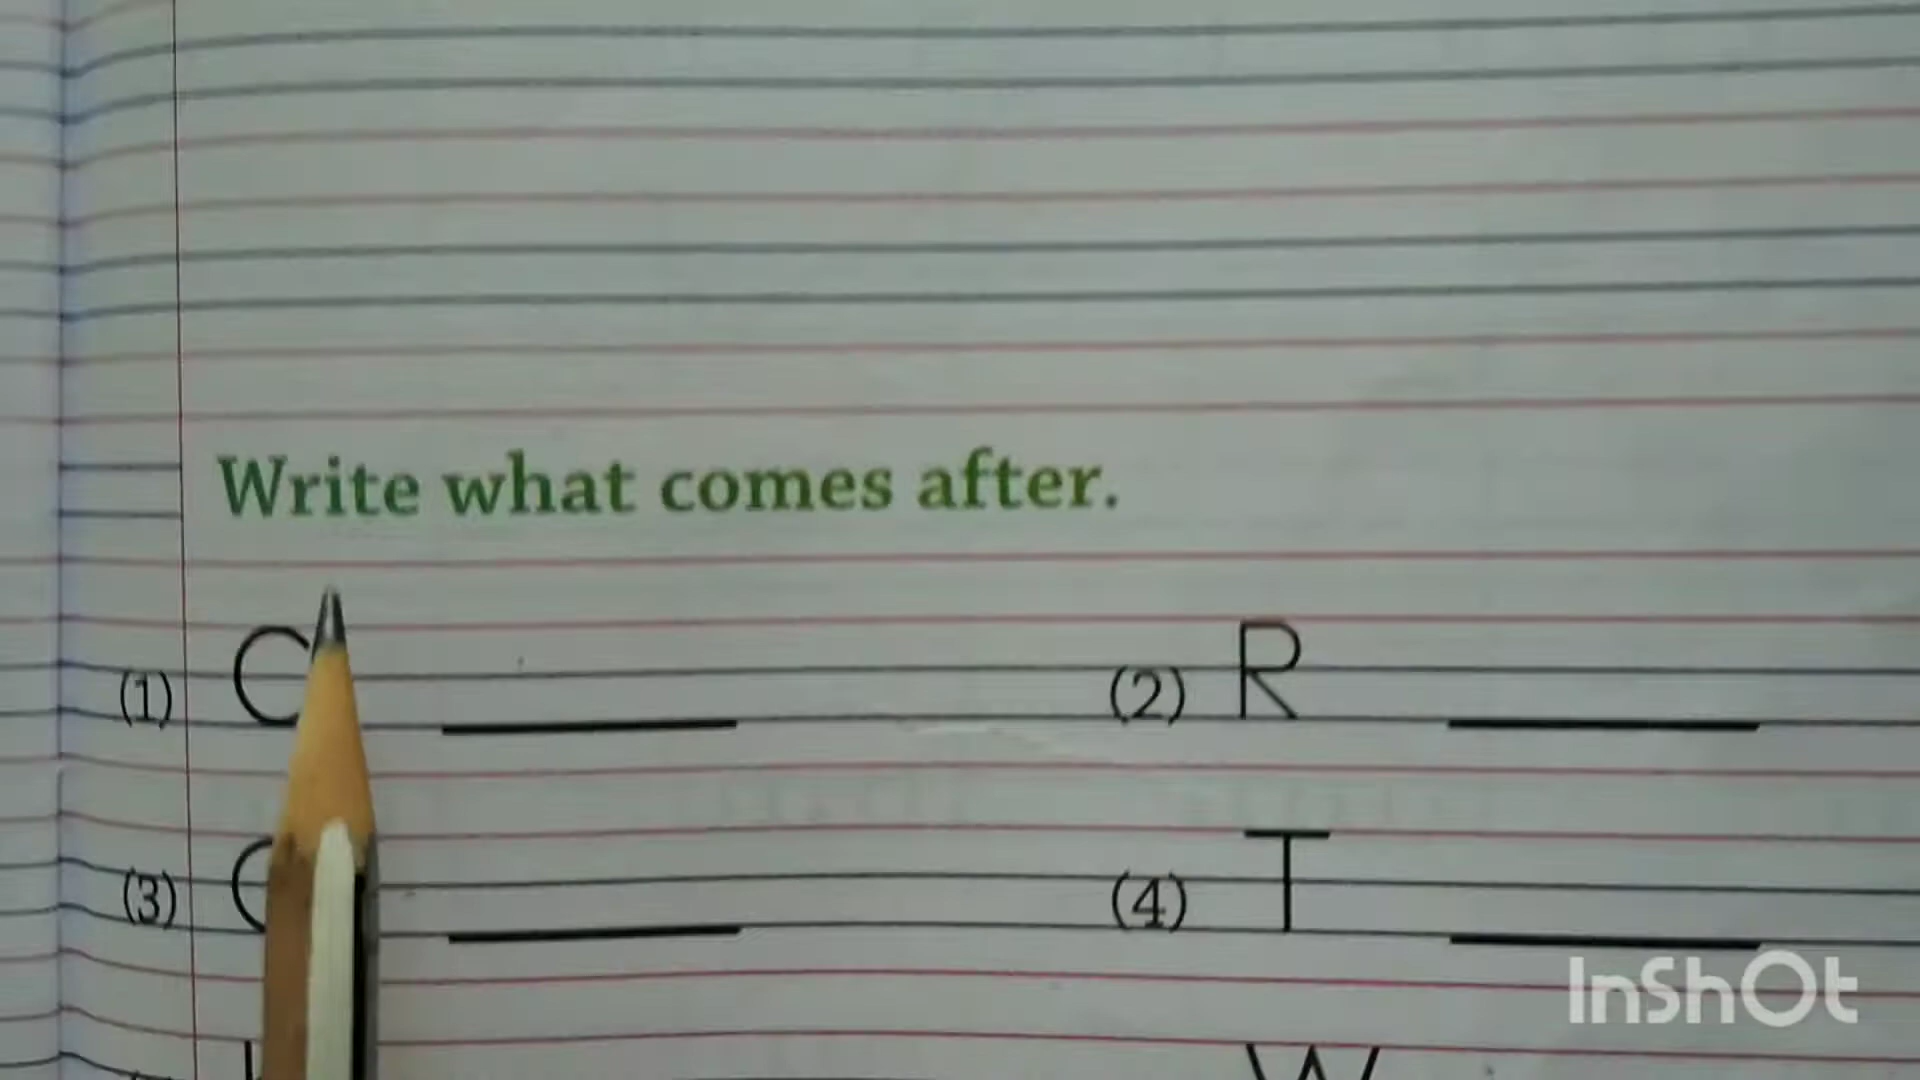 Write what comes after.
(1)
(2) R
(3)
(4) T
W
InShOt